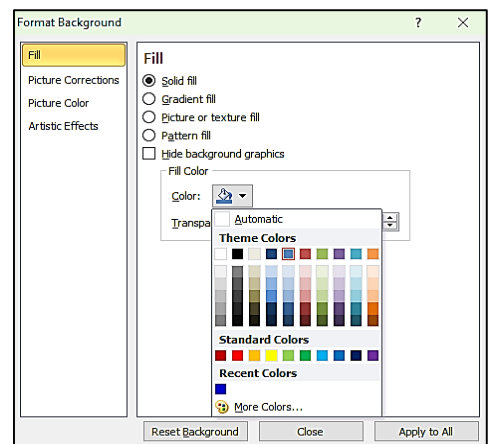 Format Background ? 
Fill
Picture Corrections
Picture Color
Artistic Effects
Fill
Solid fill
Gradient fill
Picture or texture fill
Pattern fill
Hide background graphics
Fill Color
Color:
Transpa
Automatic
Theme Colors
Standard Colors
Recent Colors
More Colors...
Reset Background Close Apply to All